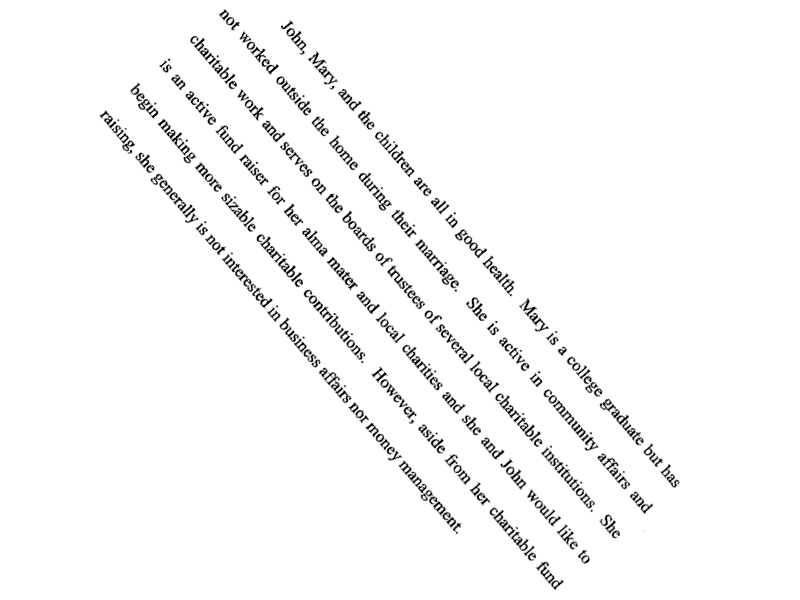 John, Mary, and the children are all in good health. Mary is a college graduate but has
not worked outside the home during their marriage. She is active in community affairs and
charitable work and serves on the boards of trustees of several local charitable institutions. She
is an active fund raiser for her alma mater and local charities and she and John would like to
begin making more sizable charitable contributions. However, aside from her charitable fund
raising, she generally is not interested in business affairs nor money management.